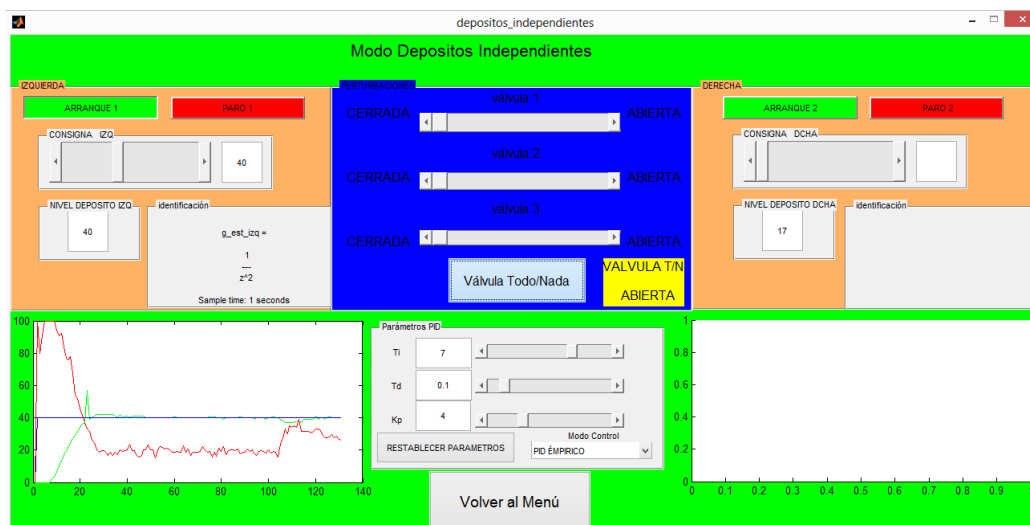 depositos_independientes
Modo Depositos Independientes
IZQUIERDA
ARRANQUE 1
PARO 1
CONSIGNA IZQ
40
NIVEL DEPOSITO IZQ
40
identificación
g_est_izq =
1
---
z^2
Sample time: 1 seconds
PERTURBACIONES
válvula 1
CERRADA
ABIERTA
válvula 2
CERRADA
ABIERTA
válvula 3
CERRADA
ABIERTA
Válvula Todo/Nada
VALVULA T/N
ABIERTA
DERECHA
ARRANQUE 2
PARO 2
CONSIGNA DCHA
NIVEL DEPOSITO DCHA
17
identificación
100
80
60
40
20
0
0 20 40 60 80 100 120 140
Parámetros PID
Ti
7
Td
0.1
Kp
4
RESTABLECER PARAMETROS
Modo Control
PID ÉMPIRICO
Volver al Menú
1
0.8
0.6
0.4
0.2
0
0 0.1 0.2 0.3 0.4 0.5 0.6 0.7 0.8 0.9